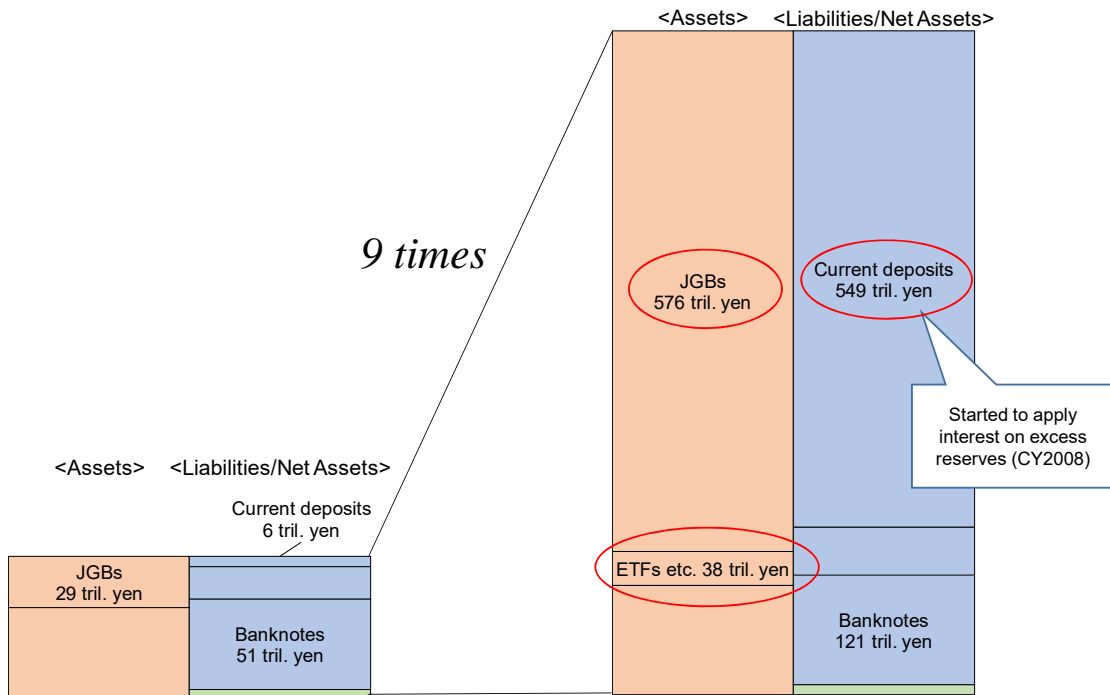 <Assets>
<Liabilities/Net Assets>
9 times
JGBs
576 tril. yen
Current deposits
549 tril. yen
Started to apply
interest on excess
reserves (CY2008)
<Assets>
<Liabilities/Net Assets>
Current deposits
6 tril. yen
JGBs
29 tril. yen
ETFs etc. 38 tril. yen
Banknotes
51 tril. yen
Banknotes
121 tril. yen